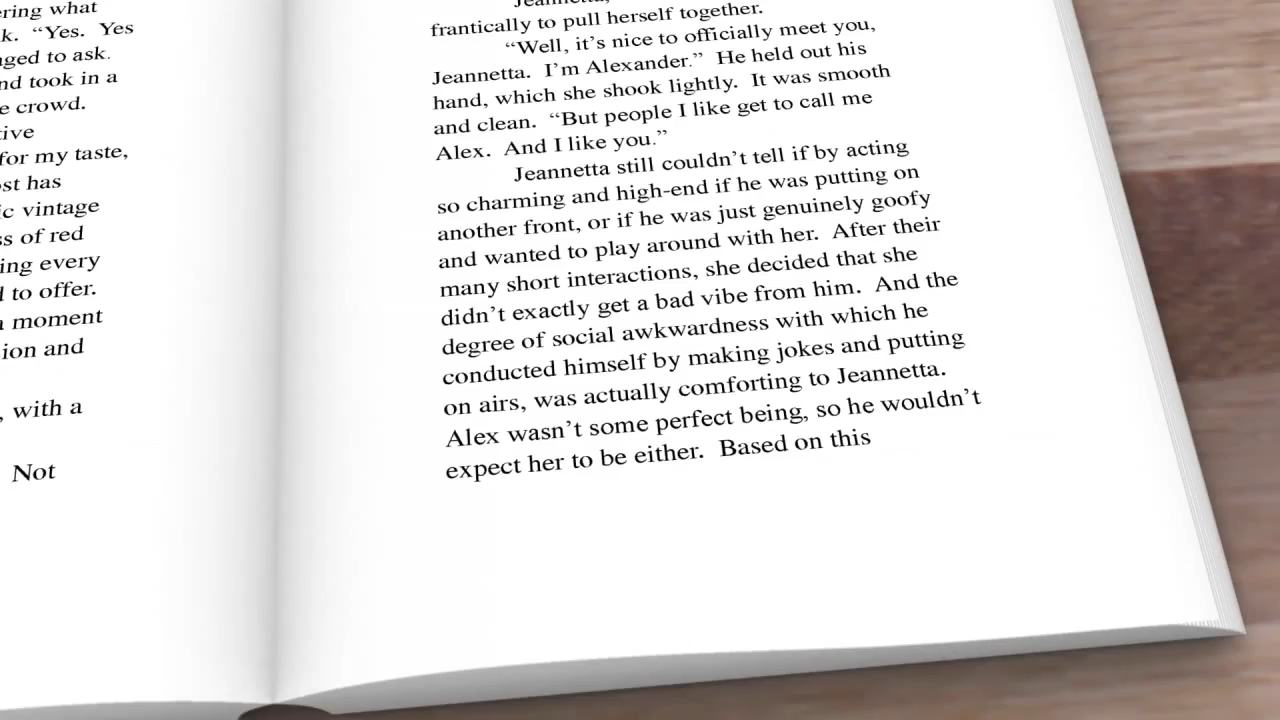 ering what
k. “Yes. Yes
aged to ask.
nd took in a
e crowd.
tive
for my taste,
ost has
ic vintage
ss of red
ing every
d to offer.
a moment
ion and
, with a
Not
Jeannetta,
frantically to pull herself together.
“Well, it’s nice to officially meet you,
Jeannetta. I’m Alexander.” He held out his
hand, which she shook lightly. It was smooth
and clean. “But people I like get to call me
Alex. And I like you.”
Jeannetta still couldn’t tell if by acting
so charming and high-end if he was putting on
another front, or if he was just genuinely goofy
and wanted to play around with her. After their
many short interactions, she decided that she
didn’t exactly get a bad vibe from him. And the
degree of social awkwardness with which he
conducted himself by making jokes and putting
on airs, was actually comforting to Jeannetta.
Alex wasn’t some perfect being, so he wouldn’t
expect her to be either. Based on this